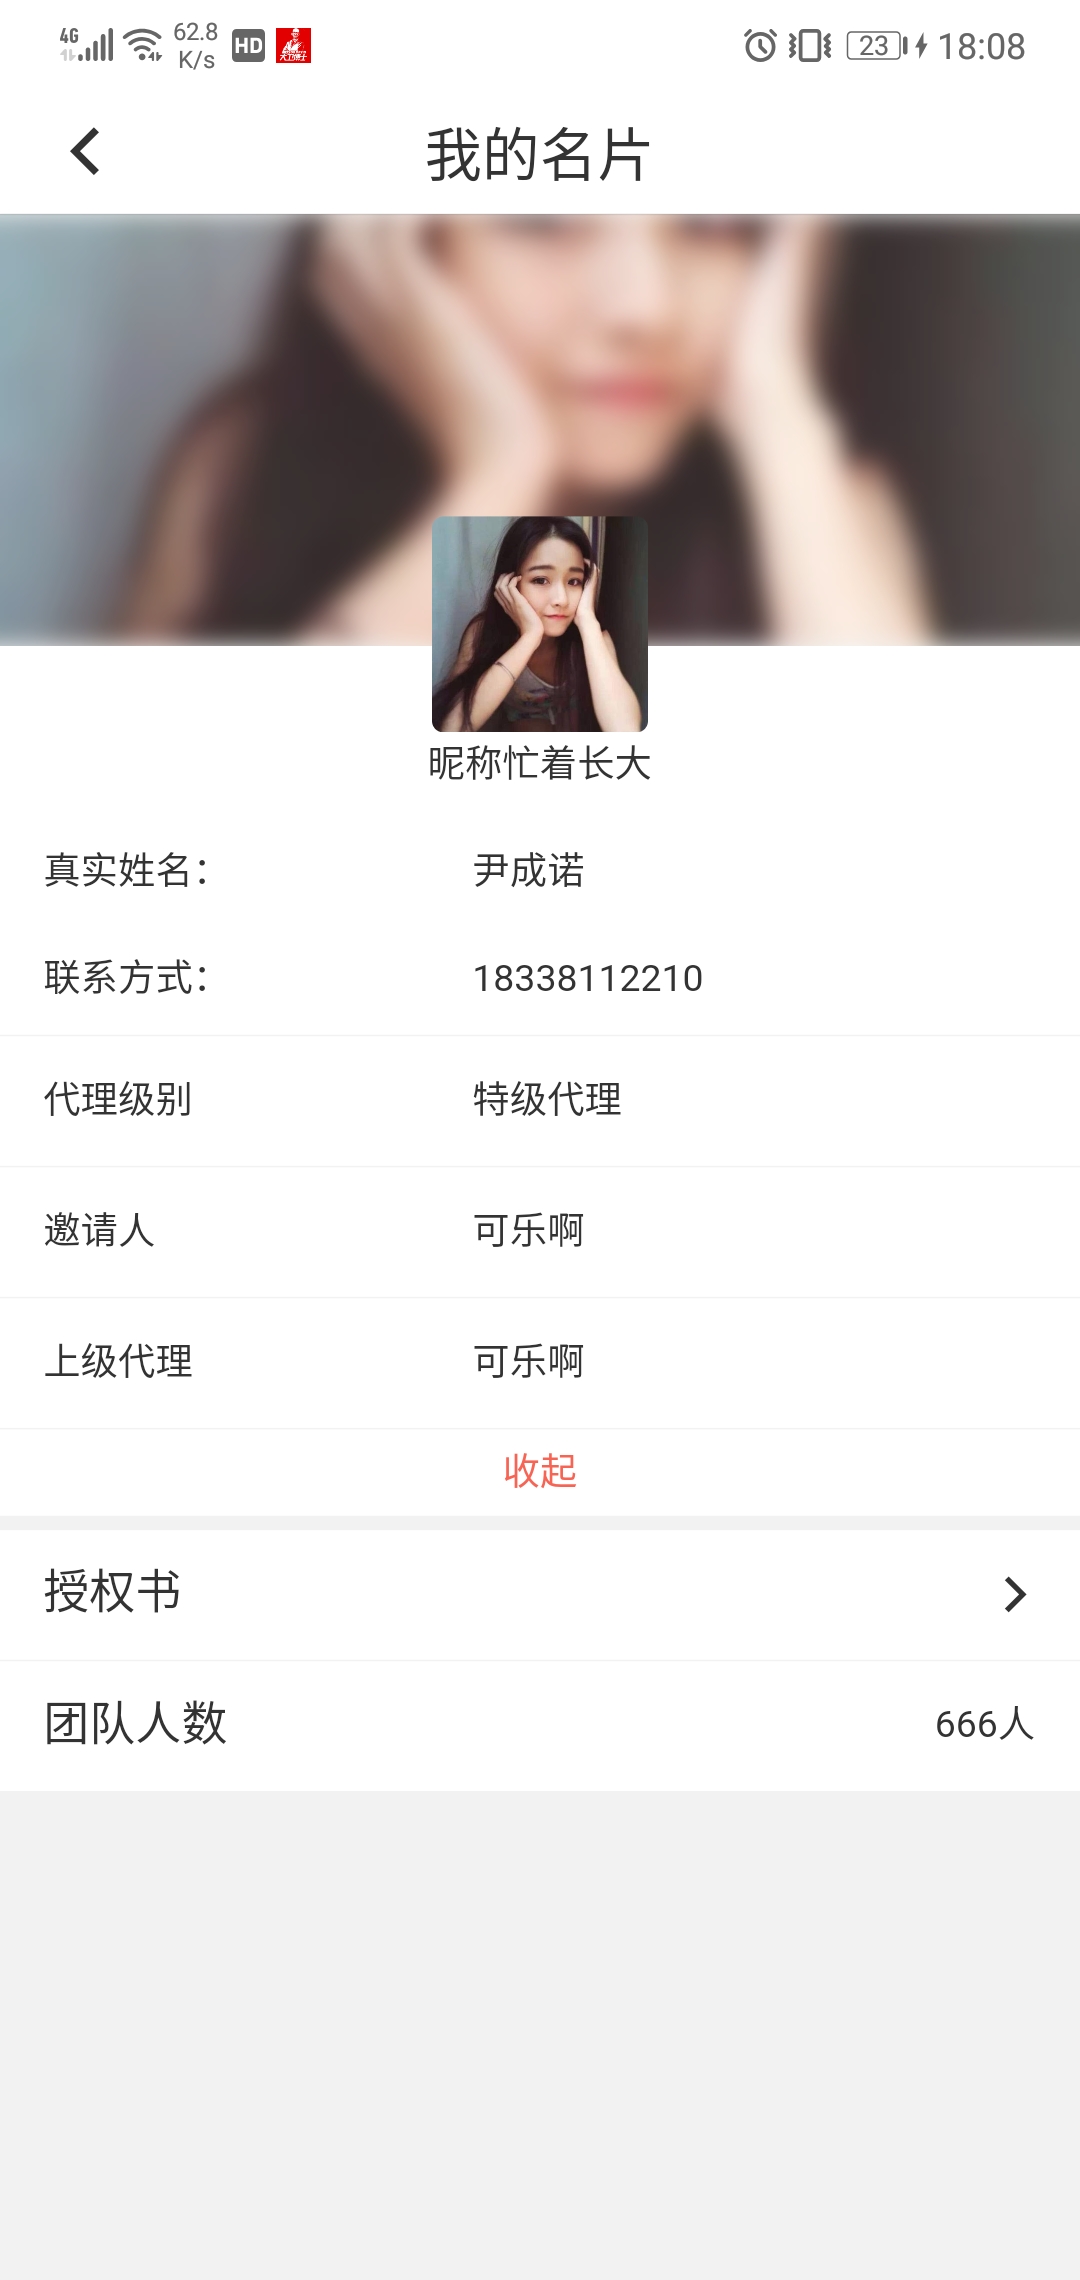 4G 62.8 K/s HD 23 18:08
我的名片
昵称忙着长大
真实姓名： 尹成诺
联系方式： 18338112210
代理级别 特级代理
邀请人 可乐啊
上级代理 可乐啊
收起
授权书
团队人数 666人